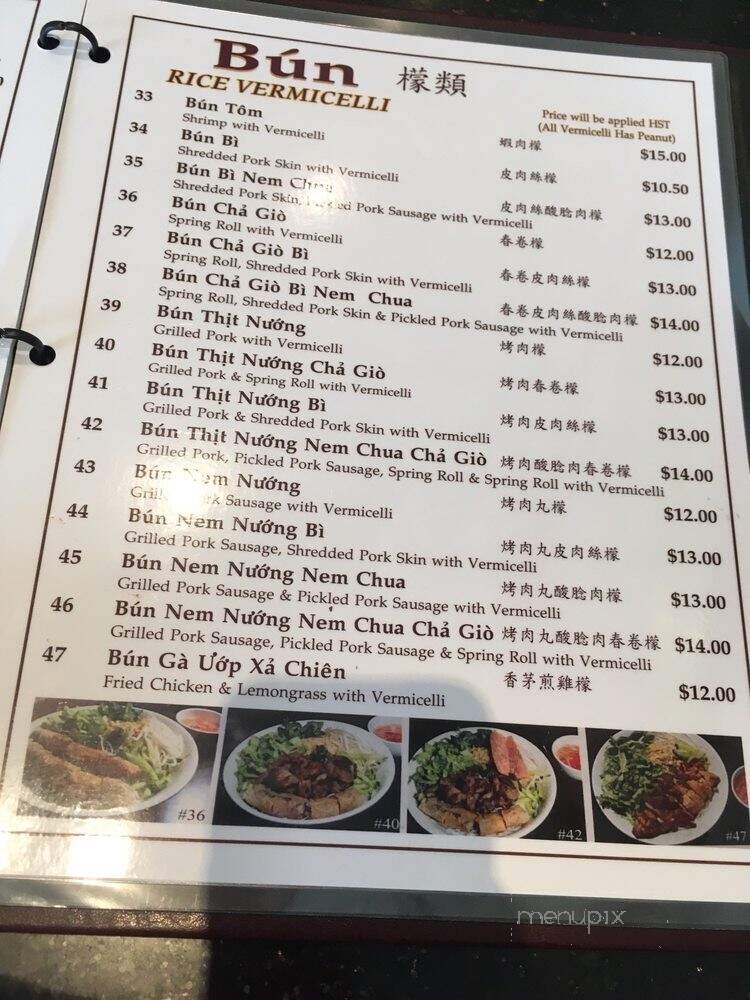 Bún 檬類
RICE VERMICELLI
Price will be applied HST
(All Vermicelli Has Peanut)
33 Bún Tôm 蝦肉檬 $15.00
Shrimp with Vermicelli
34 Bún Bì 皮肉絲檬 $10.50
Shredded Pork Skin with Vermicelli
35 Bún Bì Nem Chua 皮肉絲酸腍肉檬 $13.00
Shredded Pork Skin, Pickled Pork Sausage with Vermicelli
36 Bún Chả Giò 春卷檬 $12.00
Spring Roll with Vermicelli
37 Bún Chả Giò Bì 春卷皮肉絲檬 $13.00
Spring Roll, Shredded Pork Skin with Vermicelli
38 Bún Chả Giò Bì Nem Chua 春卷皮肉絲酸腍肉檬 $14.00
Spring Roll, Shredded Pork Skin & Pickled Pork Sausage with Vermicelli
39 Bún Thịt Nướng 烤肉檬 $12.00
Grilled Pork with Vermicelli
40 Bún Thịt Nướng Chả Giò 烤肉春卷檬 $13.00
Grilled Pork & Spring Roll with Vermicelli
41 Bún Thịt Nướng Bì 烤肉皮肉絲檬 $13.00
Grilled Pork & Shredded Pork Skin with Vermicelli
42 Bún Thịt Nướng Nem Chua Chả Giò 烤肉酸腍肉春卷檬 $14.00
Grilled Pork, Pickled Pork Sausage, Spring Roll & Spring Roll with Vermicelli
43 Bún Nem Nướng 烤肉丸檬 $12.00
Grilled Pork Sausage with Vermicelli
44 Bún Nem Nướng Bì 烤肉丸皮肉絲檬 $13.00
Grilled Pork Sausage, Shredded Pork Skin with Vermicelli
45 Bún Nem Nướng Nem Chua 烤肉丸酸腍肉檬 $13.00
Grilled Pork Sausage & Pickled Pork Sausage with Vermicelli
46 Bún Nem Nướng Nem Chua Chả Giò 烤肉丸酸腍肉春卷檬 $14.00
Grilled Pork Sausage, Pickled Pork Sausage & Spring Roll with Vermicelli
47 Bún Gà Ướp Xả Chiên 香茅煎雞檬 $12.00
Fried Chicken & Lemongrass with Vermicelli
#36 #40 #42 #47
menupix